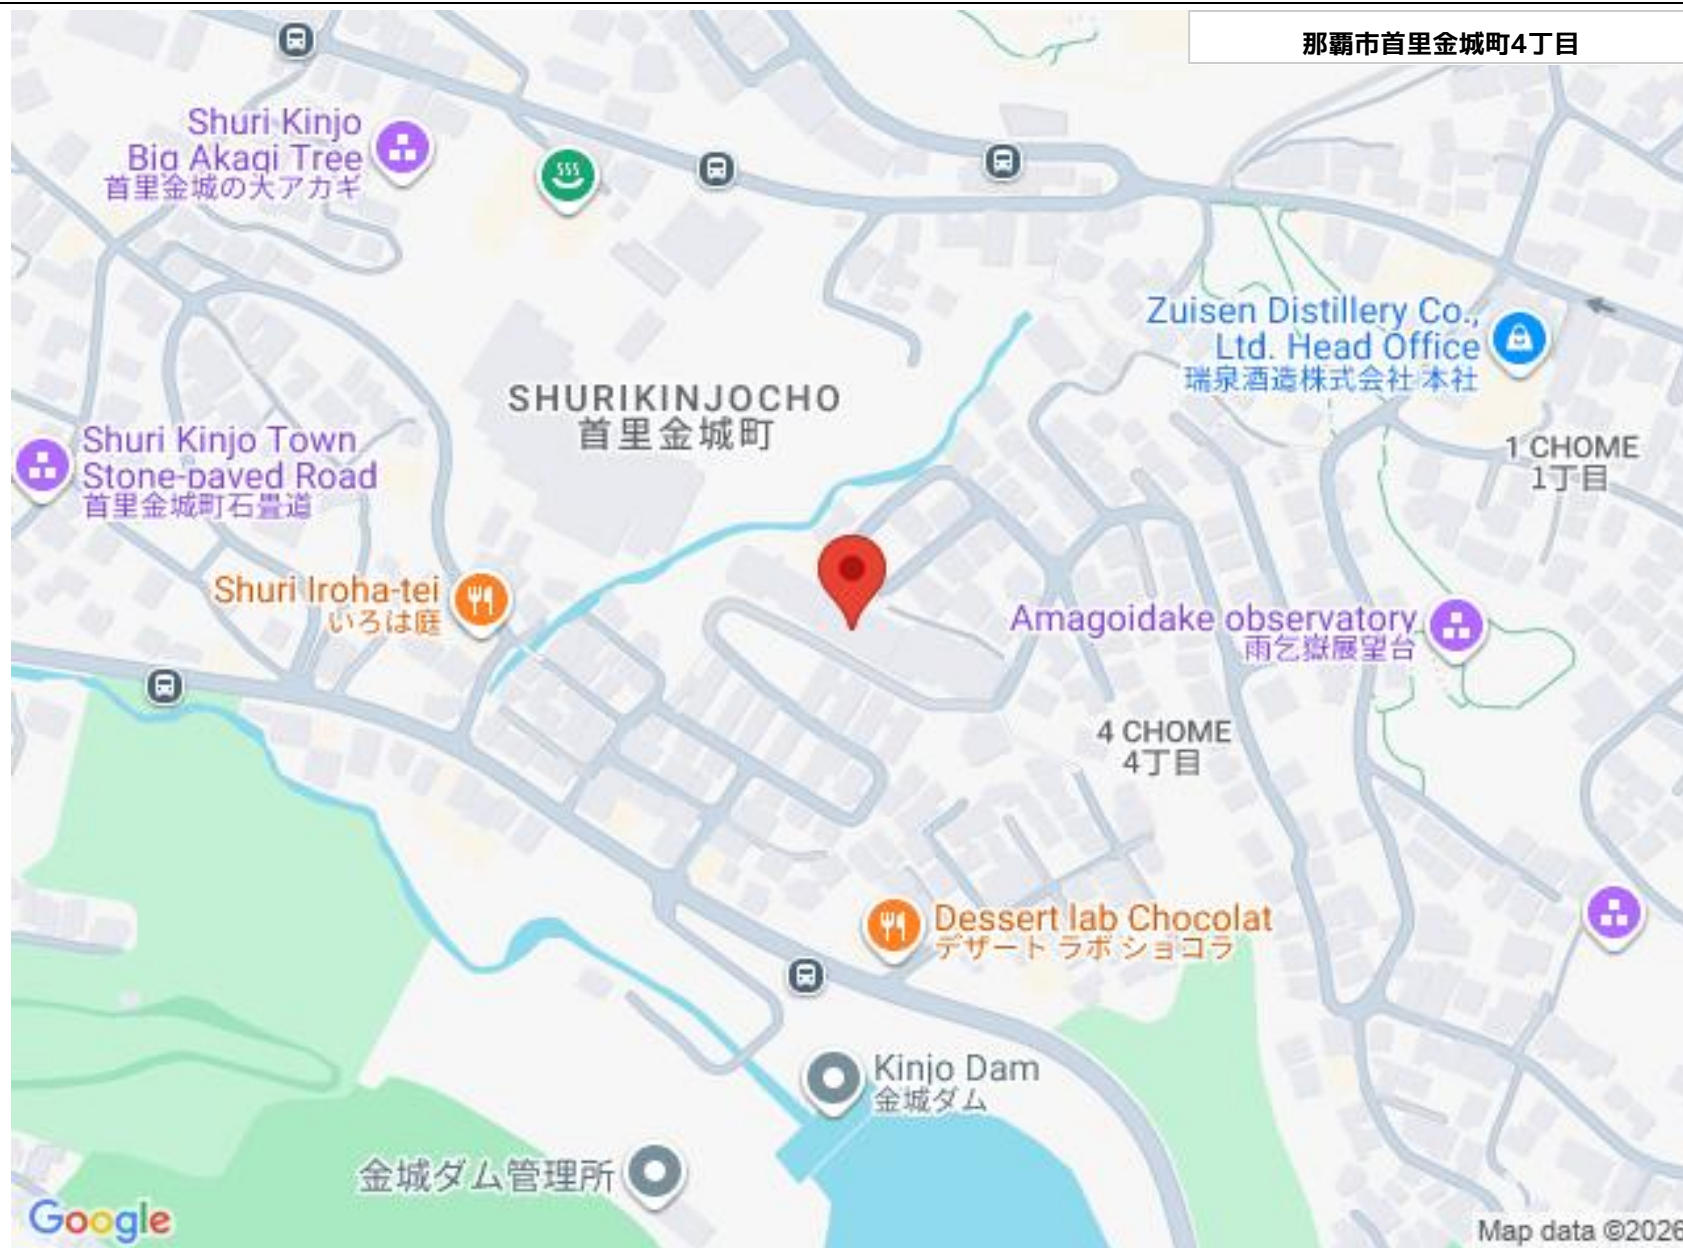 那覇市首里金城町4丁目
Shuri Kinjo
Big Akagi Tree
首里金城の大アカギ
Zuisen Distillery Co.,
Ltd. Head Office
瑞泉酒造株式会社 本社
SHURIKINJOCHO
首里金城町
Shuri Kinjo Town
Stone-paved Road
首里金城町石畳道
1 CHOME
1丁目
Shuri Iroha-tei
いろは庭
Amagoidake observatory
雨乞嶽展望台
4 CHOME
4丁目
Dessert lab Chocolat
デザート ラボ ショコラ
Kinjo Dam
金城ダム
金城ダム管理所
Google
Map data ©2026